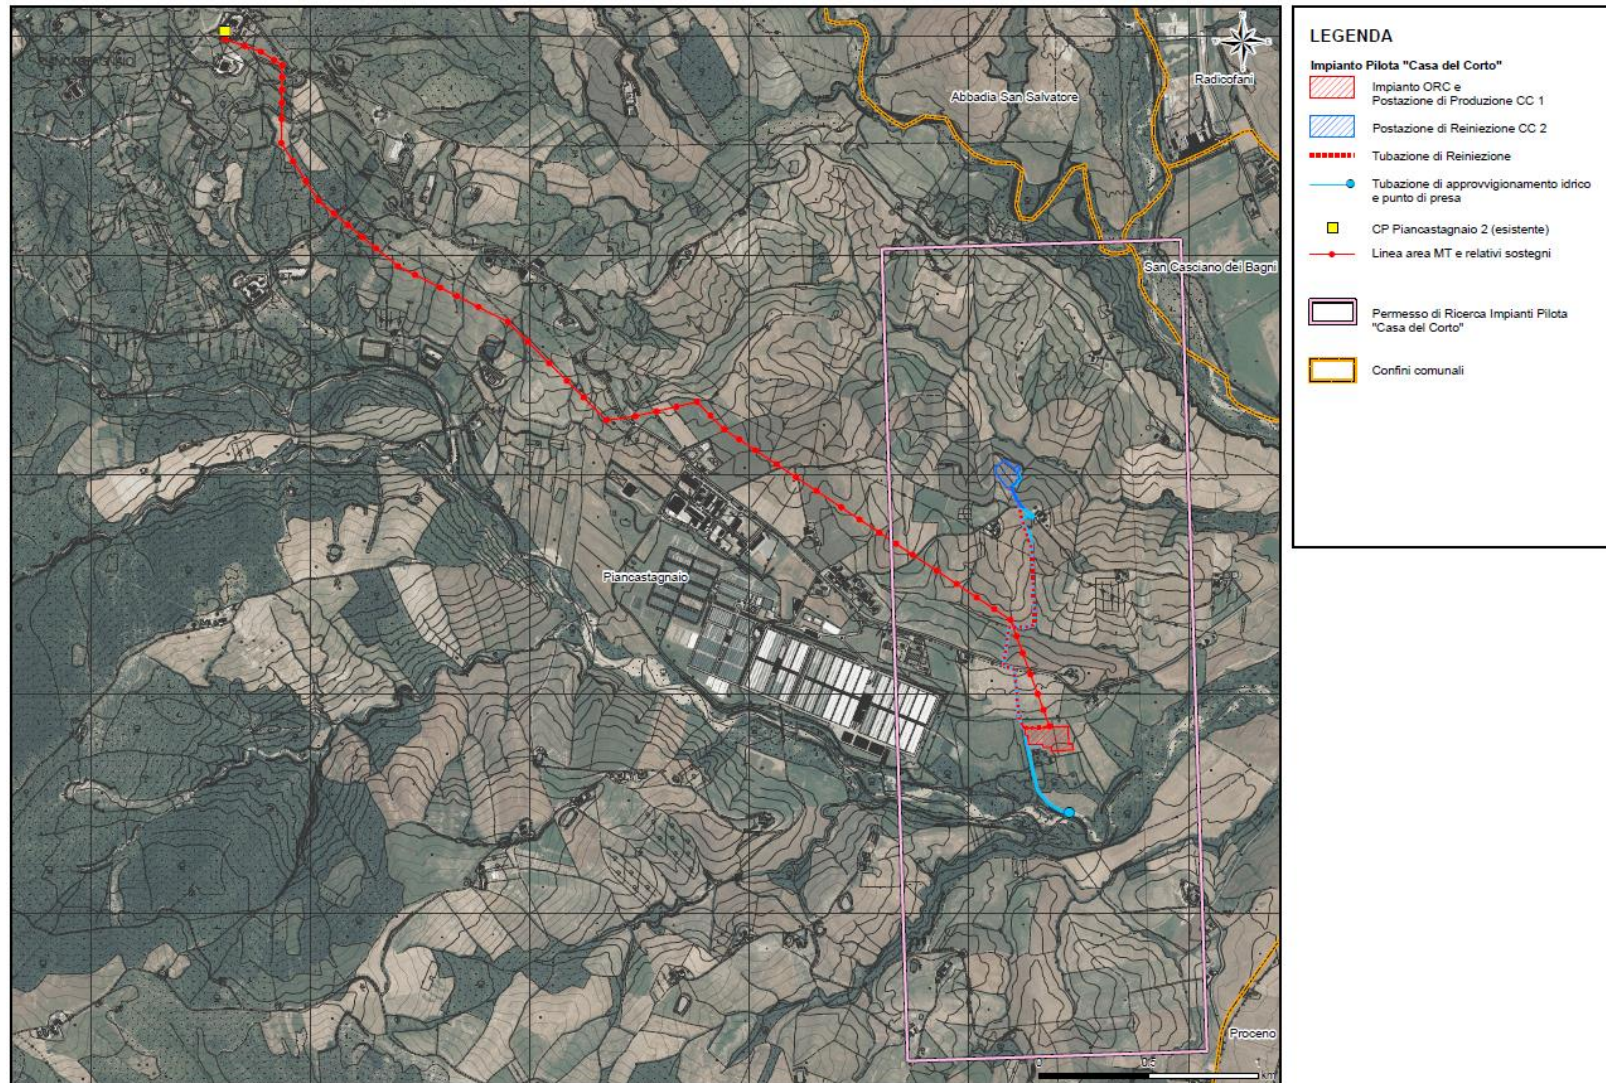 PIANCASTAGNAIO
Abbadia San Salvatore
Radicofani
San Casciano dei Bagni
Piancastagnaio
Proceno
0
0.5
1
km
LEGENDA
Impianto Pilota "Casa del Corto"
Impianto ORC e
Postazione di Produzione CC 1
Postazione di Reiniezione CC 2
Tubazione di Reiniezione
Tubazione di approvvigionamento idrico
e punto di presa
CP Piancastagnaio 2 (esistente)
Linea area MT e relativi sostegni
Permesso di Ricerca Impianti Pilota
"Casa del Corto"
Confini comunali